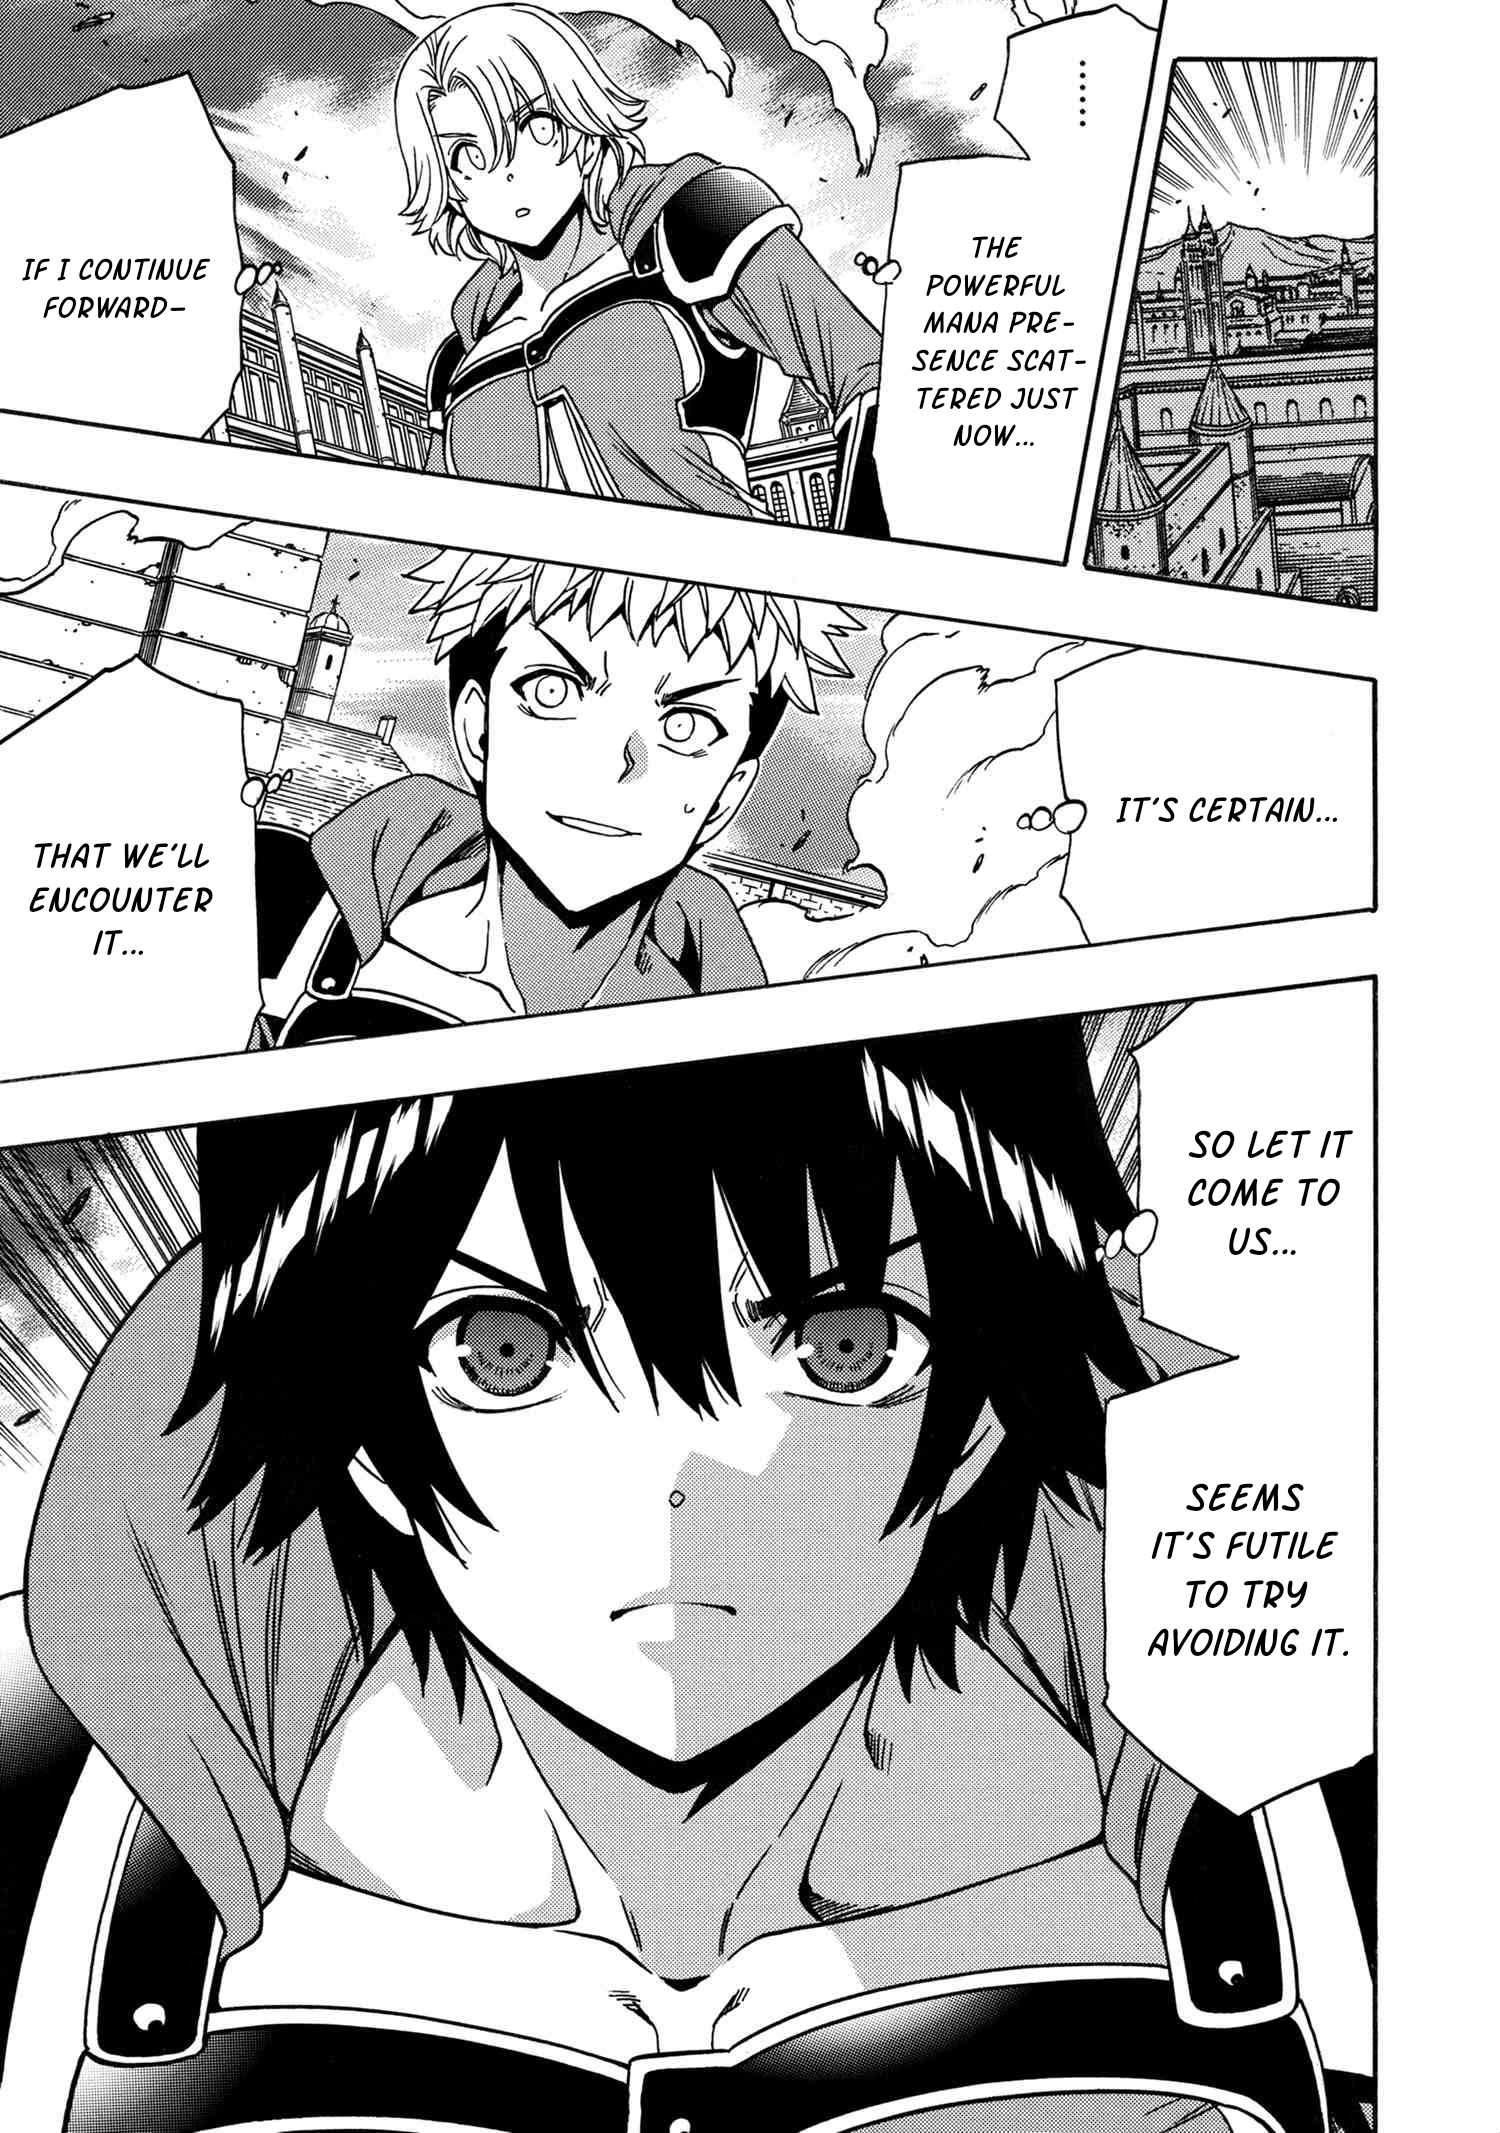 ......
THE
POWERFUL
MANA PRE-
SENCE SCAT-
TERED JUST
NOW...
IF I CONTINUE
FORWARD-
IT'S CERTAIN...
THAT WE'LL
ENCOUNTER
IT...
SO LET IT
COME TO
US...
SEEMS
IT'S FUTILE
TO TRY
AVOIDING IT.